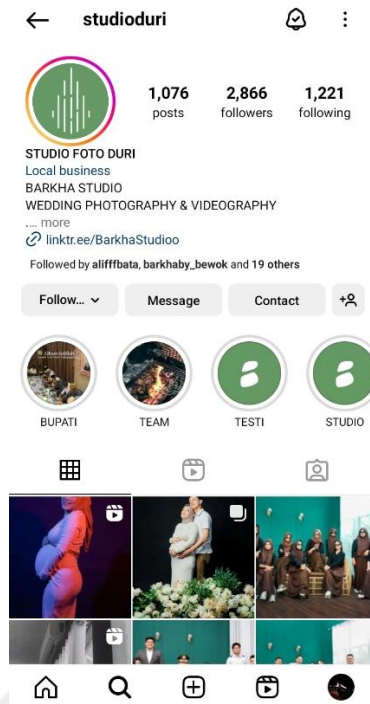 studioduri
1,076 2,866 1,221
posts followers following
STUDIO FOTO DURI
Local business
BARKHA STUDIO
WEDDING PHOTOGRAPHY & VIDEOGRAPHY
.... more
linktr.ee/BarkhaStudioo
Followed by alifffbata, barkhaby_bewok and 19 others
Follow... Message Contact
BUPATI TEAM TESTI STUDIO